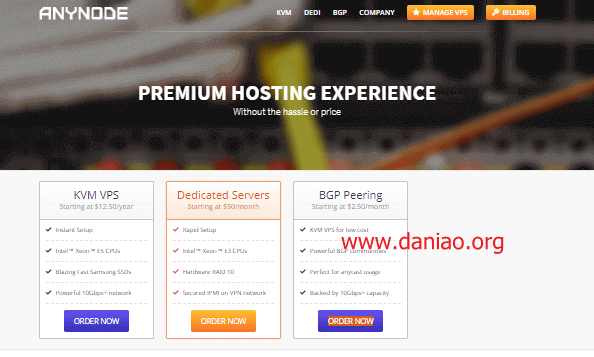 ANYNODE
KVM DEDI BGP COMPANY MANAGE VPS BILLING
PREMIUM HOSTING EXPERIENCE
Without the hassle or price
KVM VPS
Starting at $12.50/year
Instant Setup
Intel™ Xeon™ E5 CPUs
Blazing Fast Samsung SSDs
Powerful 10Gbps+ network
ORDER NOW
Dedicated Servers
Starting at $50/month
Rapid Setup
Intel™ Xeon™ E3 CPUs
Hardware RAID 10
Secured IPMI on VPN network
ORDER NOW
BGP Peering
Starting at $2.50/month
KVM VPS for low cost
Powerful BGP communities
Perfect for anycast usage
Backed by 10Gbps+ capacity
ORDER NOW
www.daniao.org